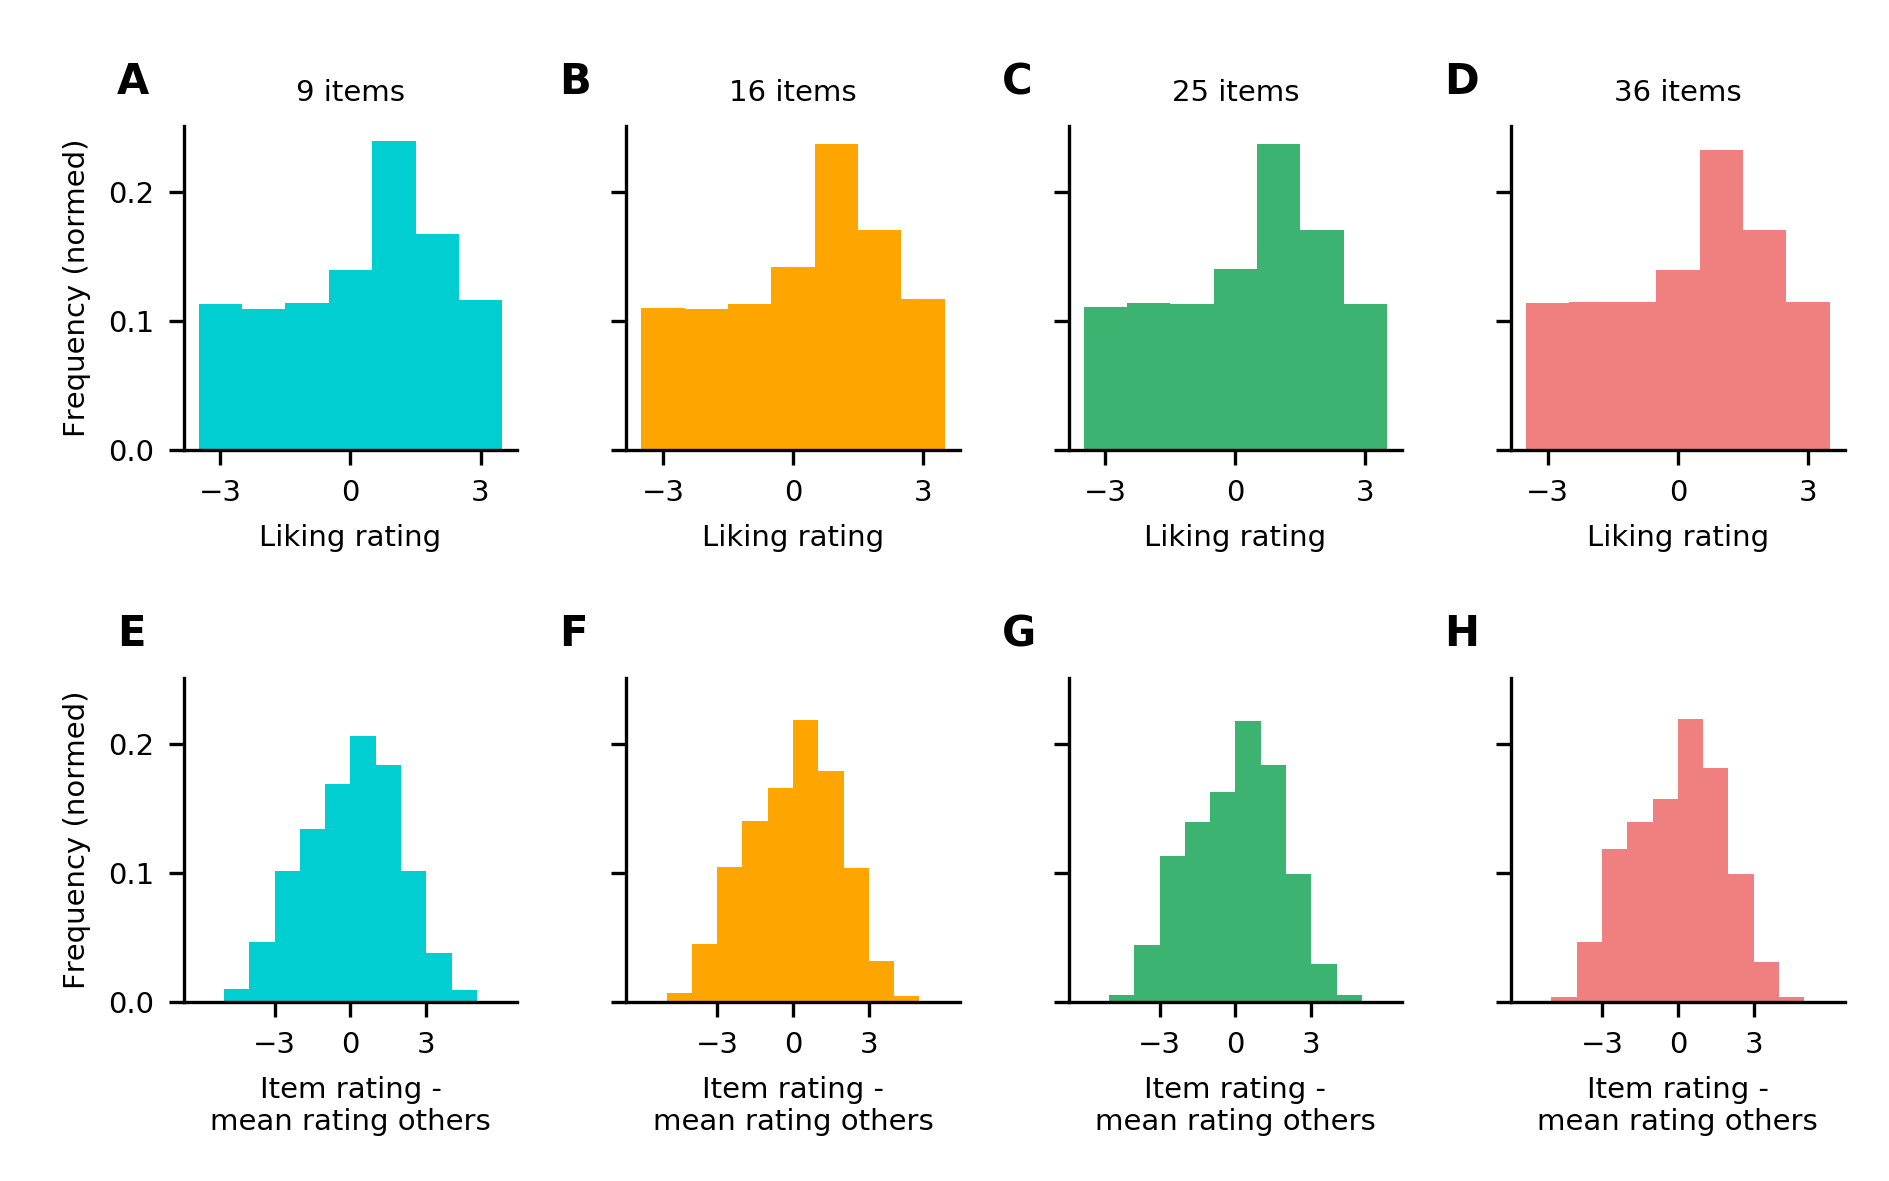 A
9 items
B
16 items
C
25 items
D
36 items
Frequency (normed)
0.2
0.1
0.0
−3 0 3
−3 0 3
−3 0 3
−3 0 3
Liking rating
Liking rating
Liking rating
Liking rating
E
F
G
H
Frequency (normed)
0.2
0.1
0.0
−3 0 3
−3 0 3
−3 0 3
−3 0 3
Item rating -
mean rating others
Item rating -
mean rating others
Item rating -
mean rating others
Item rating -
mean rating others